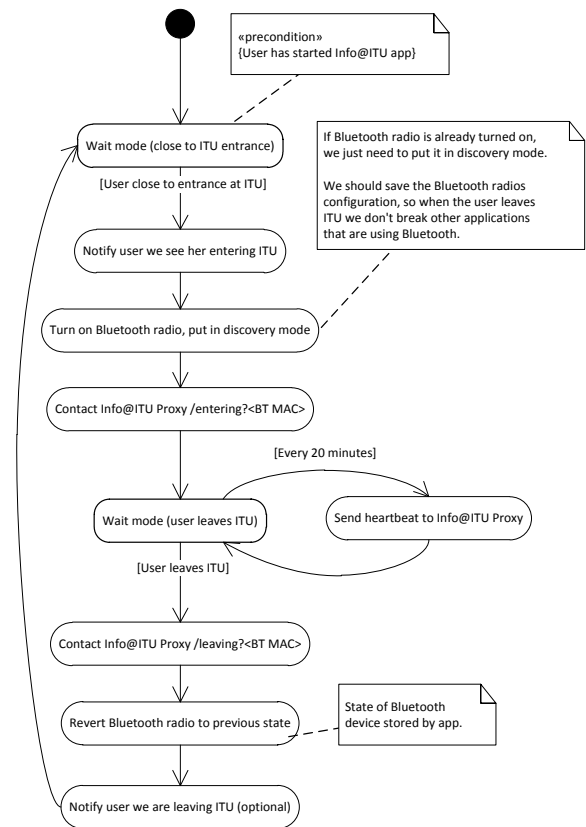 «precondition»
{User has started Info@ITU app}
Wait mode (close to ITU entrance)
If Bluetooth radio is already turned on,
we just need to put it in discovery mode.
We should save the Bluetooth radios
configuration, so when the user leaves
ITU we don't break other applications
that are using Bluetooth.
[User close to entrance at ITU]
Notify user we see her entering ITU
Turn on Bluetooth radio, put in discovery mode
Contact Info@ITU Proxy /entering?<BT MAC>
[Every 20 minutes]
Wait mode (user leaves ITU)
Send heartbeat to Info@ITU Proxy
[User leaves ITU]
Contact Info@ITU Proxy /leaving?<BT MAC>
State of Bluetooth
device stored by app.
Revert Bluetooth radio to previous state
Notify user we are leaving ITU (optional)